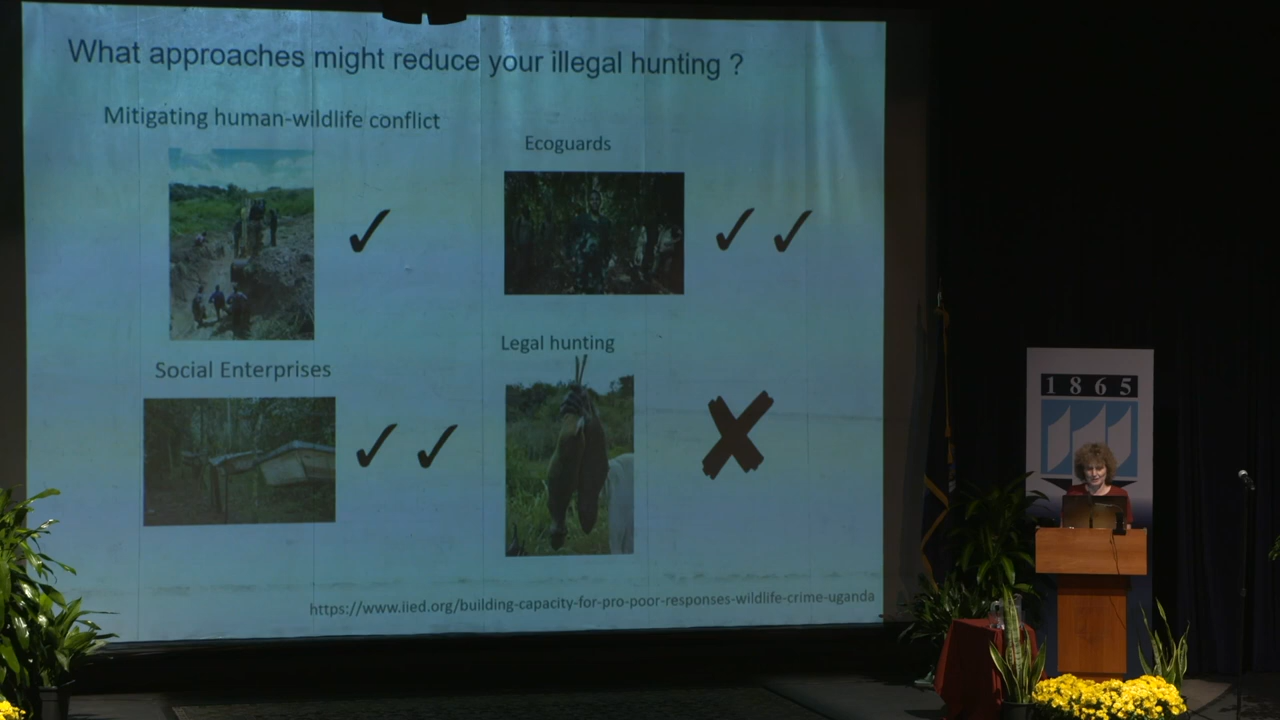 What approaches might reduce your illegal hunting ?
Mitigating human-wildlife conflict
Ecoguards
✓
✓ ✓
Social Enterprises
Legal hunting
✓ ✓
X
https://www.iied.org/building-capacity-for-pro-poor-responses-wildlife-crime-uganda
1865